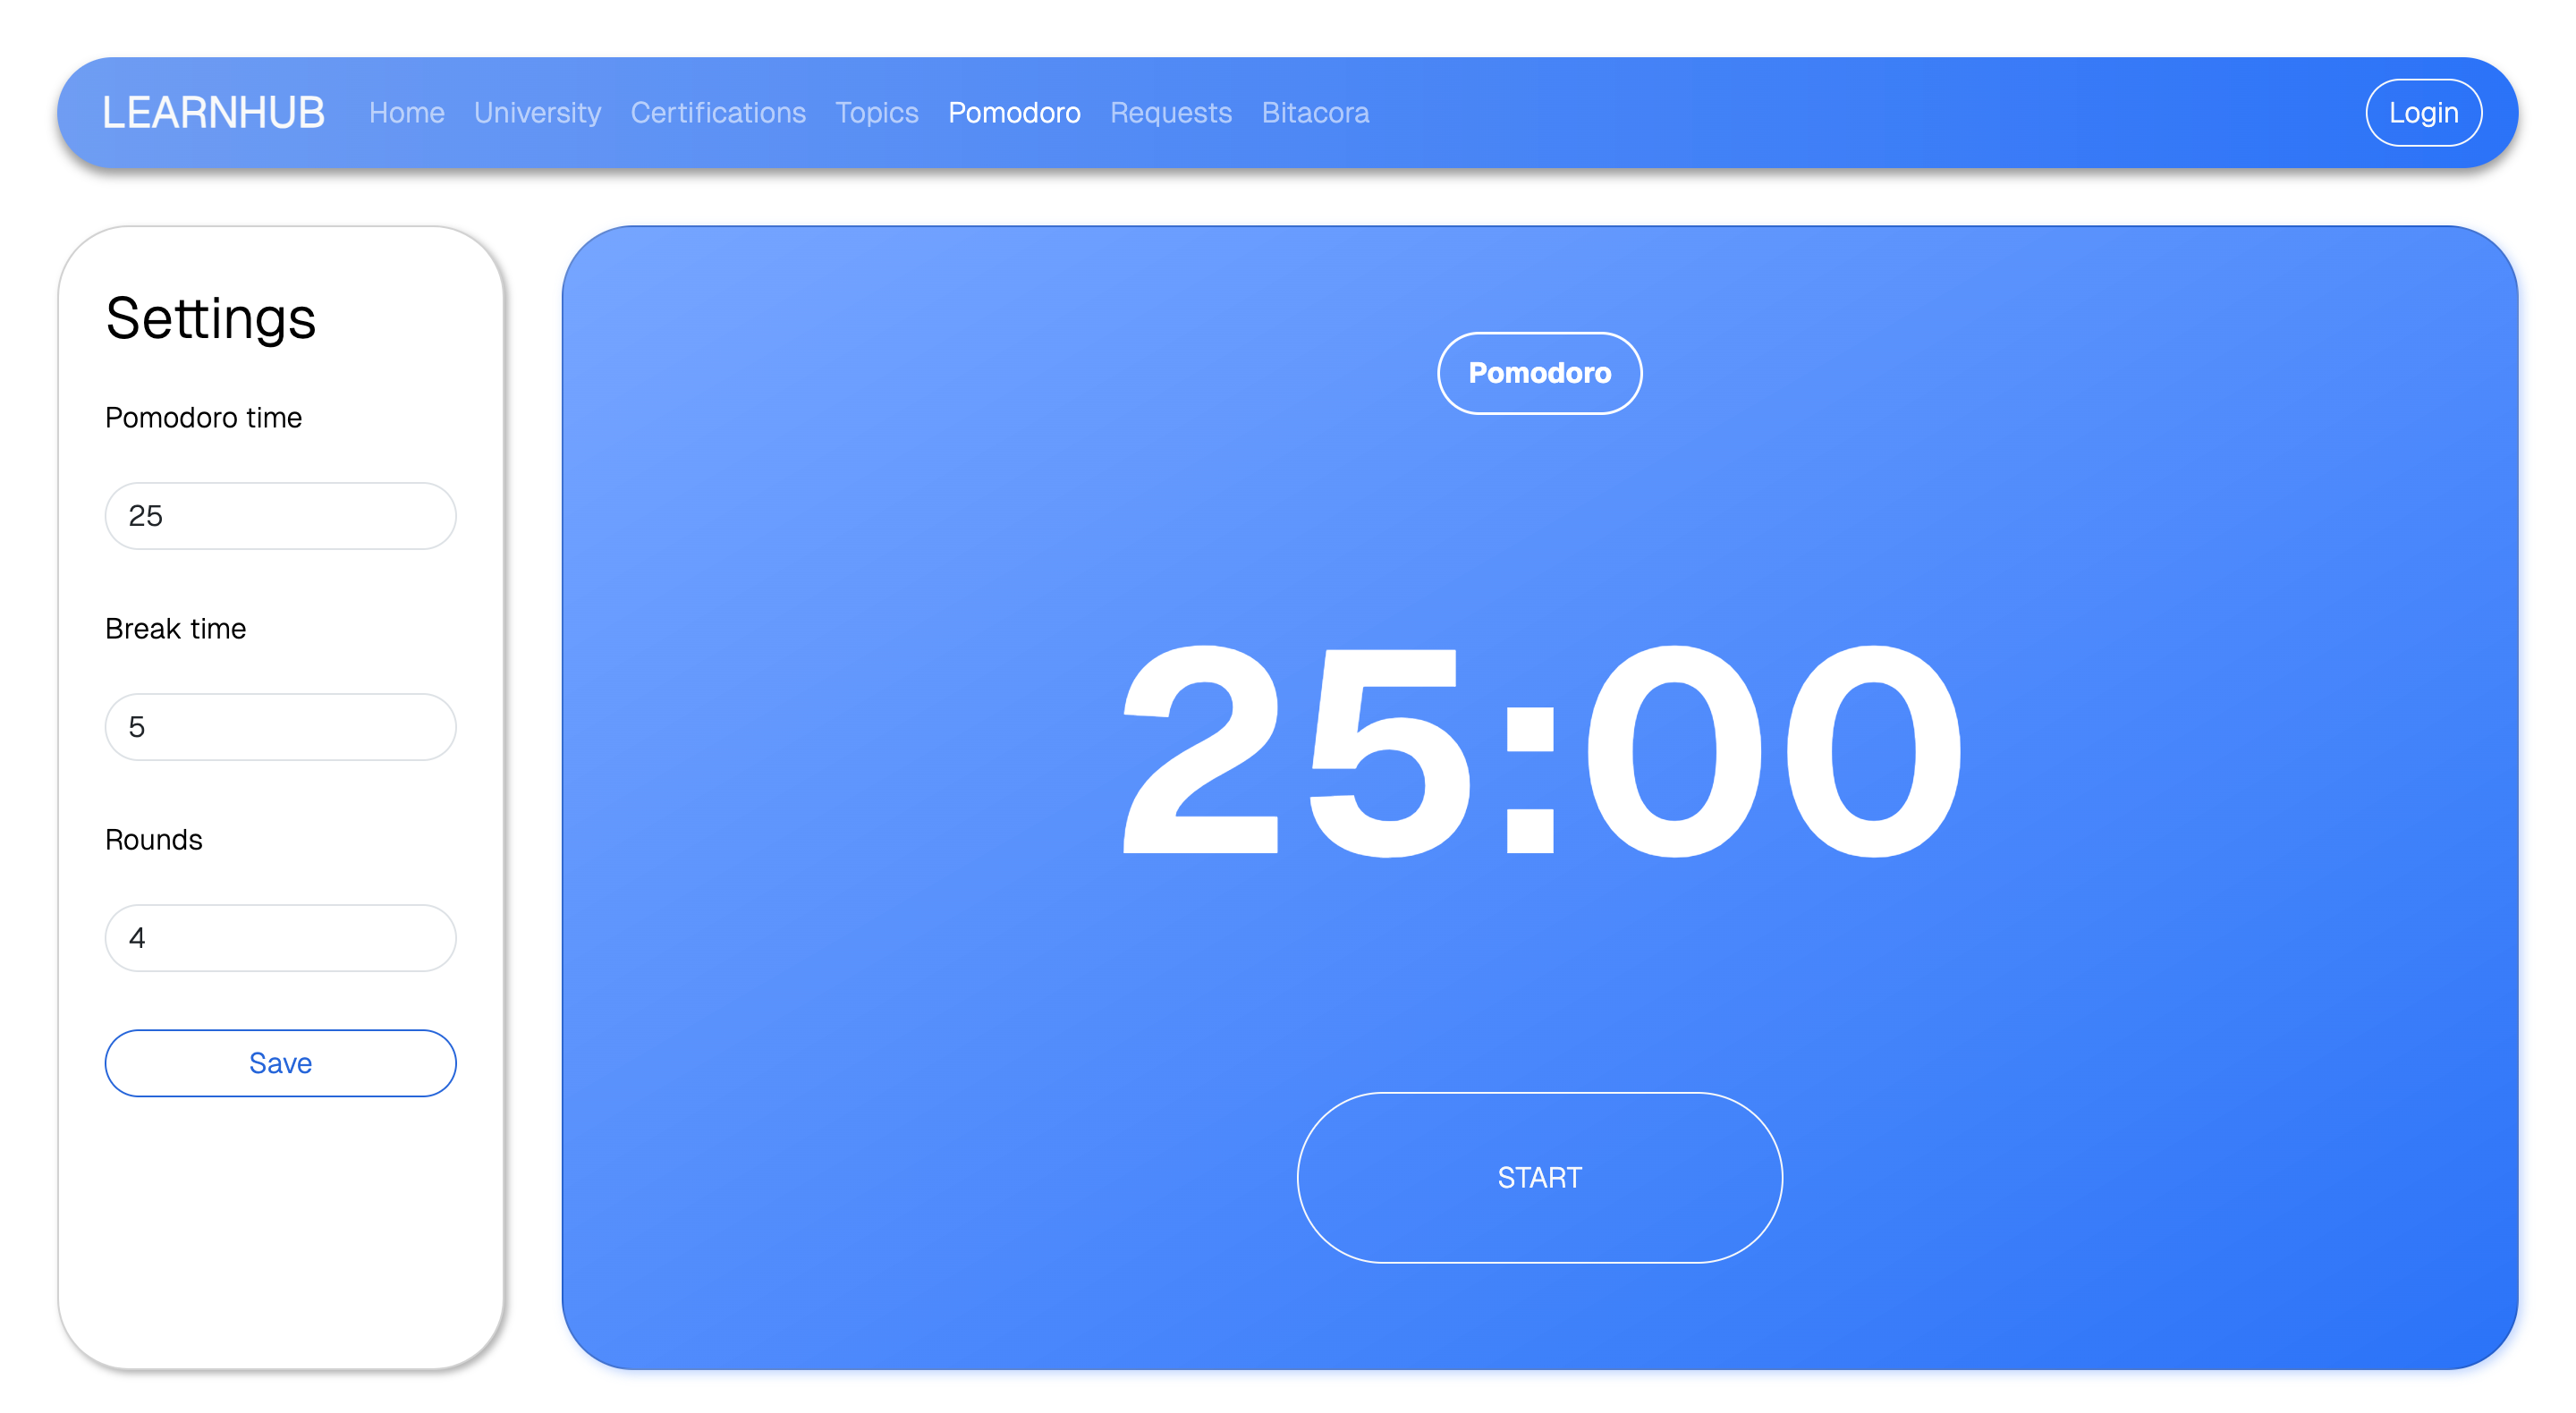 LEARNHUB Home University Certifications Topics Pomodoro Requests Bitacora Login
Settings
Pomodoro time
25
Break time
5
Rounds
4
Save
Pomodoro
25:00
START